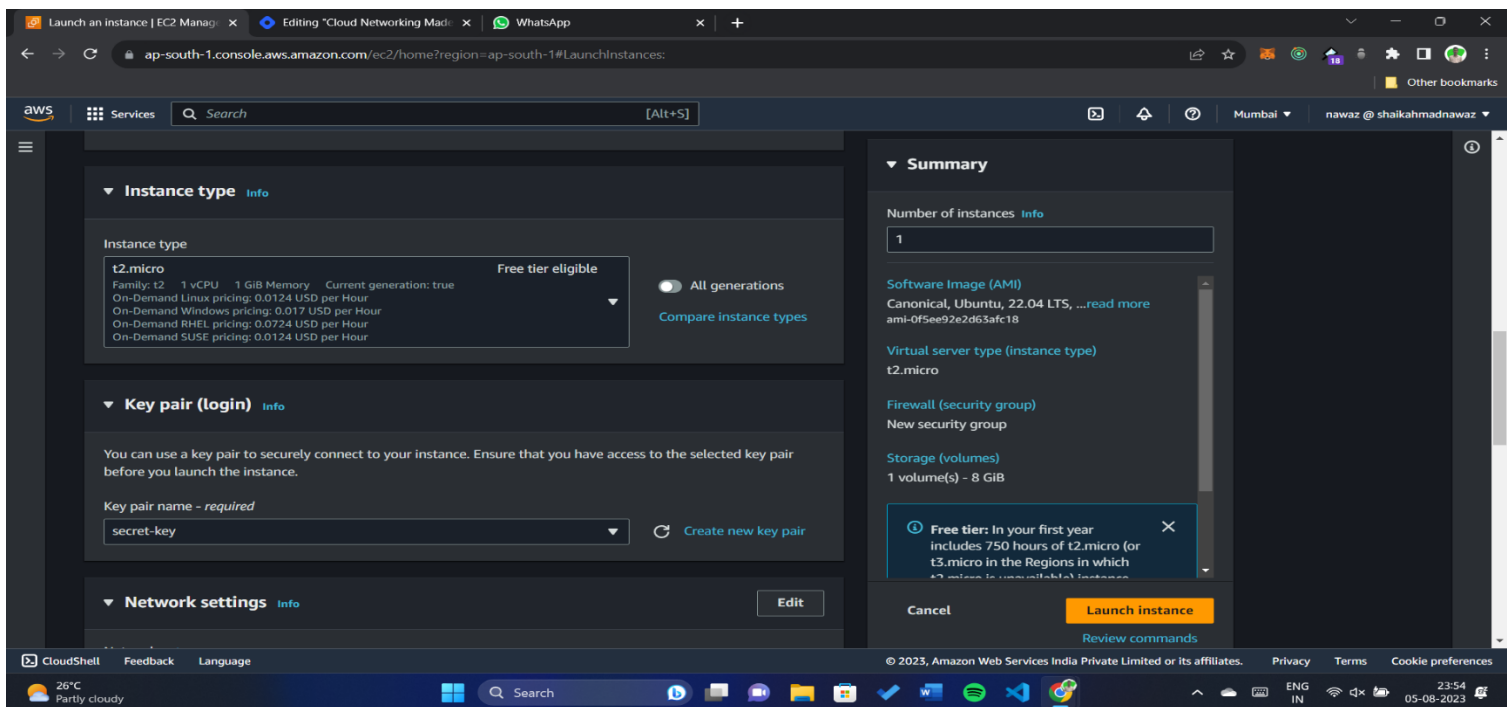 Launch an instance | EC2 Manag
Editing "Cloud Networking Made
WhatsApp
ap-south-1.console.aws.amazon.com/ec2/home?region=ap-south-1#LaunchInstances:
18
Other bookmarks
aws
Services
Search
[Alt+S]
Mumbai
nawaz @ shaikahmadnawaz
Instance type Info
Instance type
t2.micro
Free tier eligible
Family: t2 1 vCPU 1 GiB Memory Current generation: true
On-Demand Linux pricing: 0.0124 USD per Hour
On-Demand Windows pricing: 0.017 USD per Hour
On-Demand RHEL pricing: 0.0724 USD per Hour
On-Demand SUSE pricing: 0.0124 USD per Hour
All generations
Compare instance types
Key pair (login) Info
You can use a key pair to securely connect to your instance. Ensure that you have access to the selected key pair
before you launch the instance.
Key pair name - required
secret-key
Create new key pair
Network settings Info
Edit
Summary
Number of instances Info
1
Software Image (AMI)
Canonical, Ubuntu, 22.04 LTS, ...read more
ami-0f5ee92e2d63afc18
Virtual server type (instance type)
t2.micro
Firewall (security group)
New security group
Storage (volumes)
1 volume(s) - 8 GiB
Free tier: In your first year
includes 750 hours of t2.micro (or
t3.micro in the Regions in which
t2.micro is unavailable) instance
Cancel
Launch instance
Review commands
CloudShell
Feedback
Language
© 2023, Amazon Web Services India Private Limited or its affiliates.
Privacy
Terms
Cookie preferences
26°C
Partly cloudy
Search
ENG
IN
23:54
05-08-2023